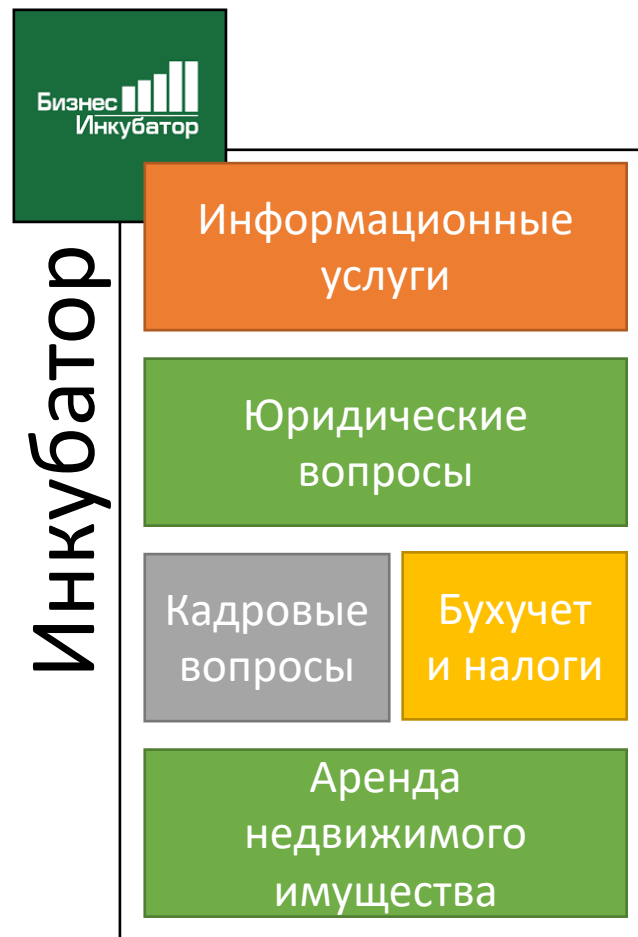 Бизнес
Инкубатор
Инкубатор
Информационные
услуги
Юридические
вопросы
Кадровые
вопросы
Бухучет
и налоги
Аренда
недвижимого
имущества